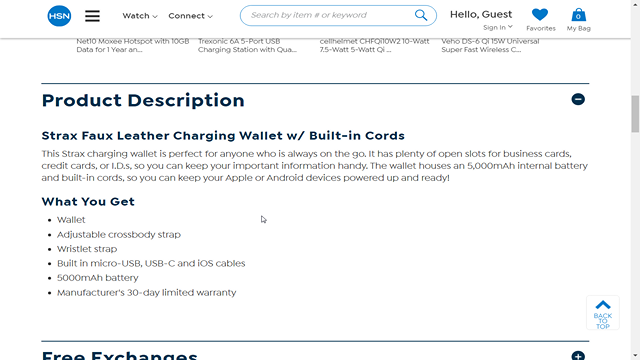 HSN
Watch
Connect
Search by item # or keyword
Hello, Guest
Sign In
Favorites
0
My Bag
Net10 Moxee Hotspot with 10GB
Data for 1 Year an...
Trexonic 6A 5-Port USB
Charging Station with Qua...
cellhelmet CHFQi10W2 10-Watt
7.5-Watt 5-Watt Qi ...
Veho DS-6 Qi 15W Universal
Super Fast Wireless C...
Product Description
Strax Faux Leather Charging Wallet w/ Built-in Cords
This Strax charging wallet is perfect for anyone who is always on the go. It has plenty of open slots for business cards,
credit cards, or I.D.s, so you can keep your important information handy. The wallet houses an 5,000mAh internal battery
and built-in cords, so you can keep your Apple or Android devices powered up and ready!
What You Get
• Wallet
• Adjustable crossbody strap
• Wristlet strap
• Built in micro-USB, USB-C and iOS cables
• 5000mAh battery
• Manufacturer's 30-day limited warranty
BACK
TO
TOP
Free Exchanges